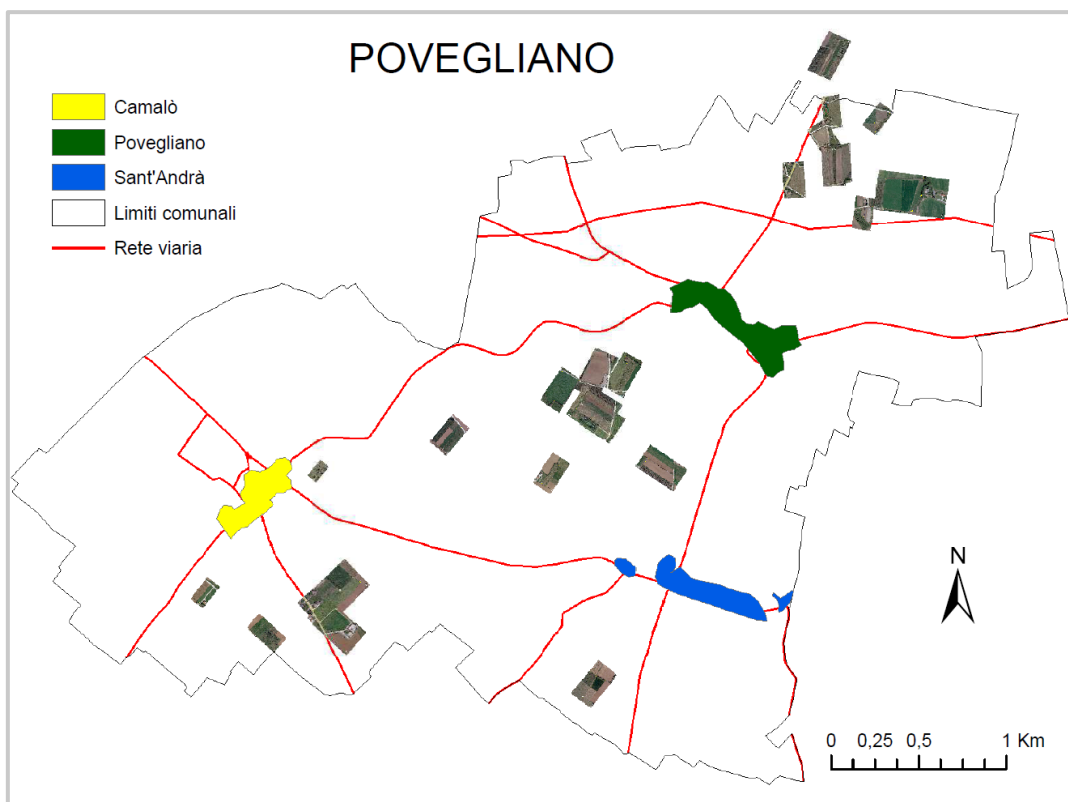 POVEGLIANO
Camalò
Povegliano
Sant'Andrà
Limiti comunali
Rete viaria
N
0 0,25 0,5 1 Km